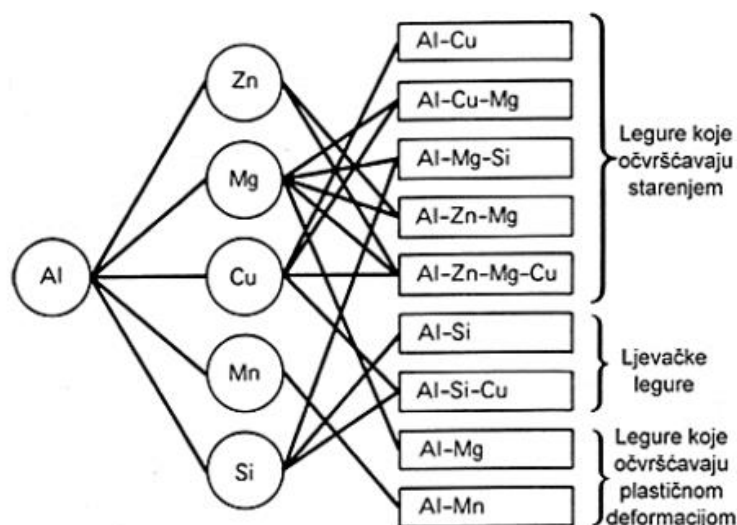 Al
Zn
Mg
Cu
Mn
Si
Al-Cu
Al-Cu-Mg
Al-Mg-Si
Al-Zn-Mg
Al-Zn-Mg-Cu
Al-Si
Al-Si-Cu
Al-Mg
Al-Mn
Legure koje
očvršćavaju
starenjem
Ljevačke
legure
Legure koje
očvršćavaju
plastičnom
deformacijom